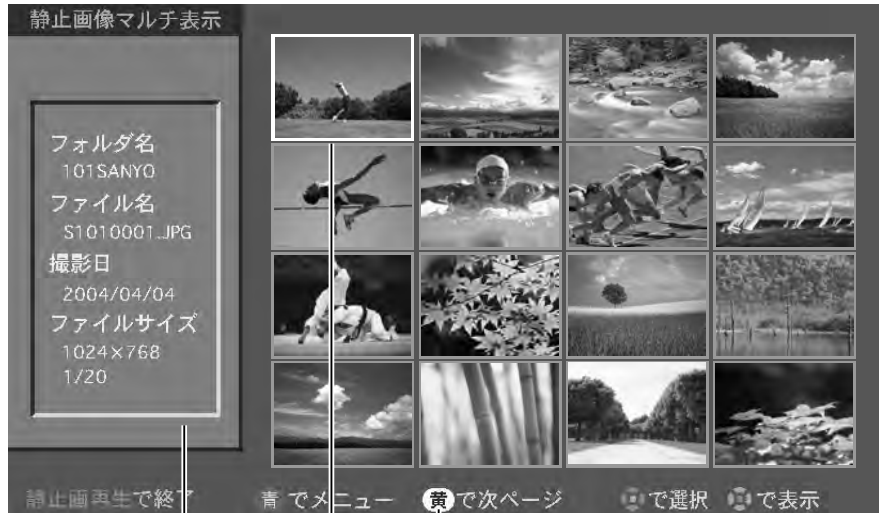 静止画像マルチ表示
フォルダ名
101SANYO
ファイル名
S1010001.JPG
撮影日
2004/04/04
ファイルサイズ
1024×768
1/20
静止画再生で終了
青 でメニュー 黄 で次ページ で選択 で表示